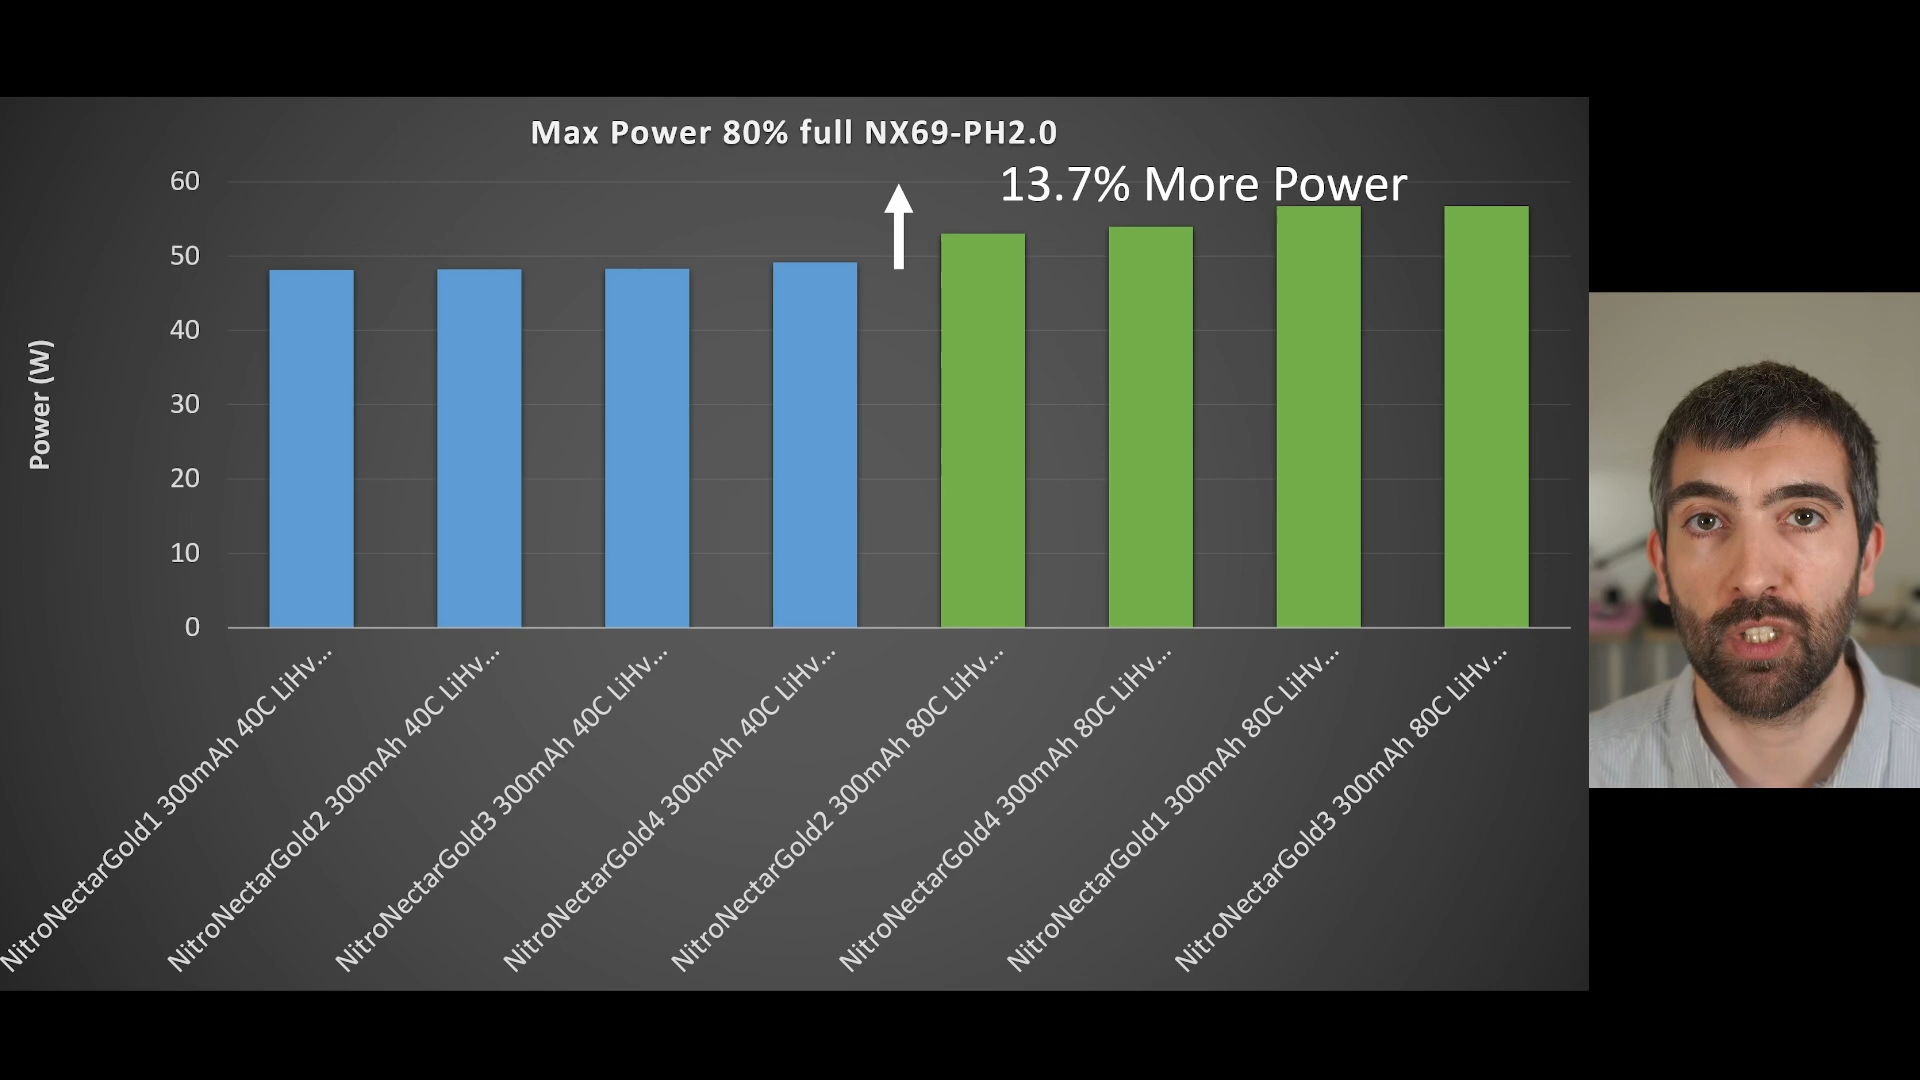 Max Power 80% full NX69-PH2.0
13.7% More Power
Power (W)
60
50
40
30
20
10
0
NitroNectarGold1 300mAh 40C LiHv...
NitroNectarGold2 300mAh 40C LiHv...
NitroNectarGold3 300mAh 40C LiHv...
NitroNectarGold4 300mAh 40C LiHv...
NitroNectarGold2 300mAh 80C LiHv...
NitroNectarGold4 300mAh 80C LiHv...
NitroNectarGold1 300mAh 80C LiHv...
NitroNectarGold3 300mAh 80C LiHv...